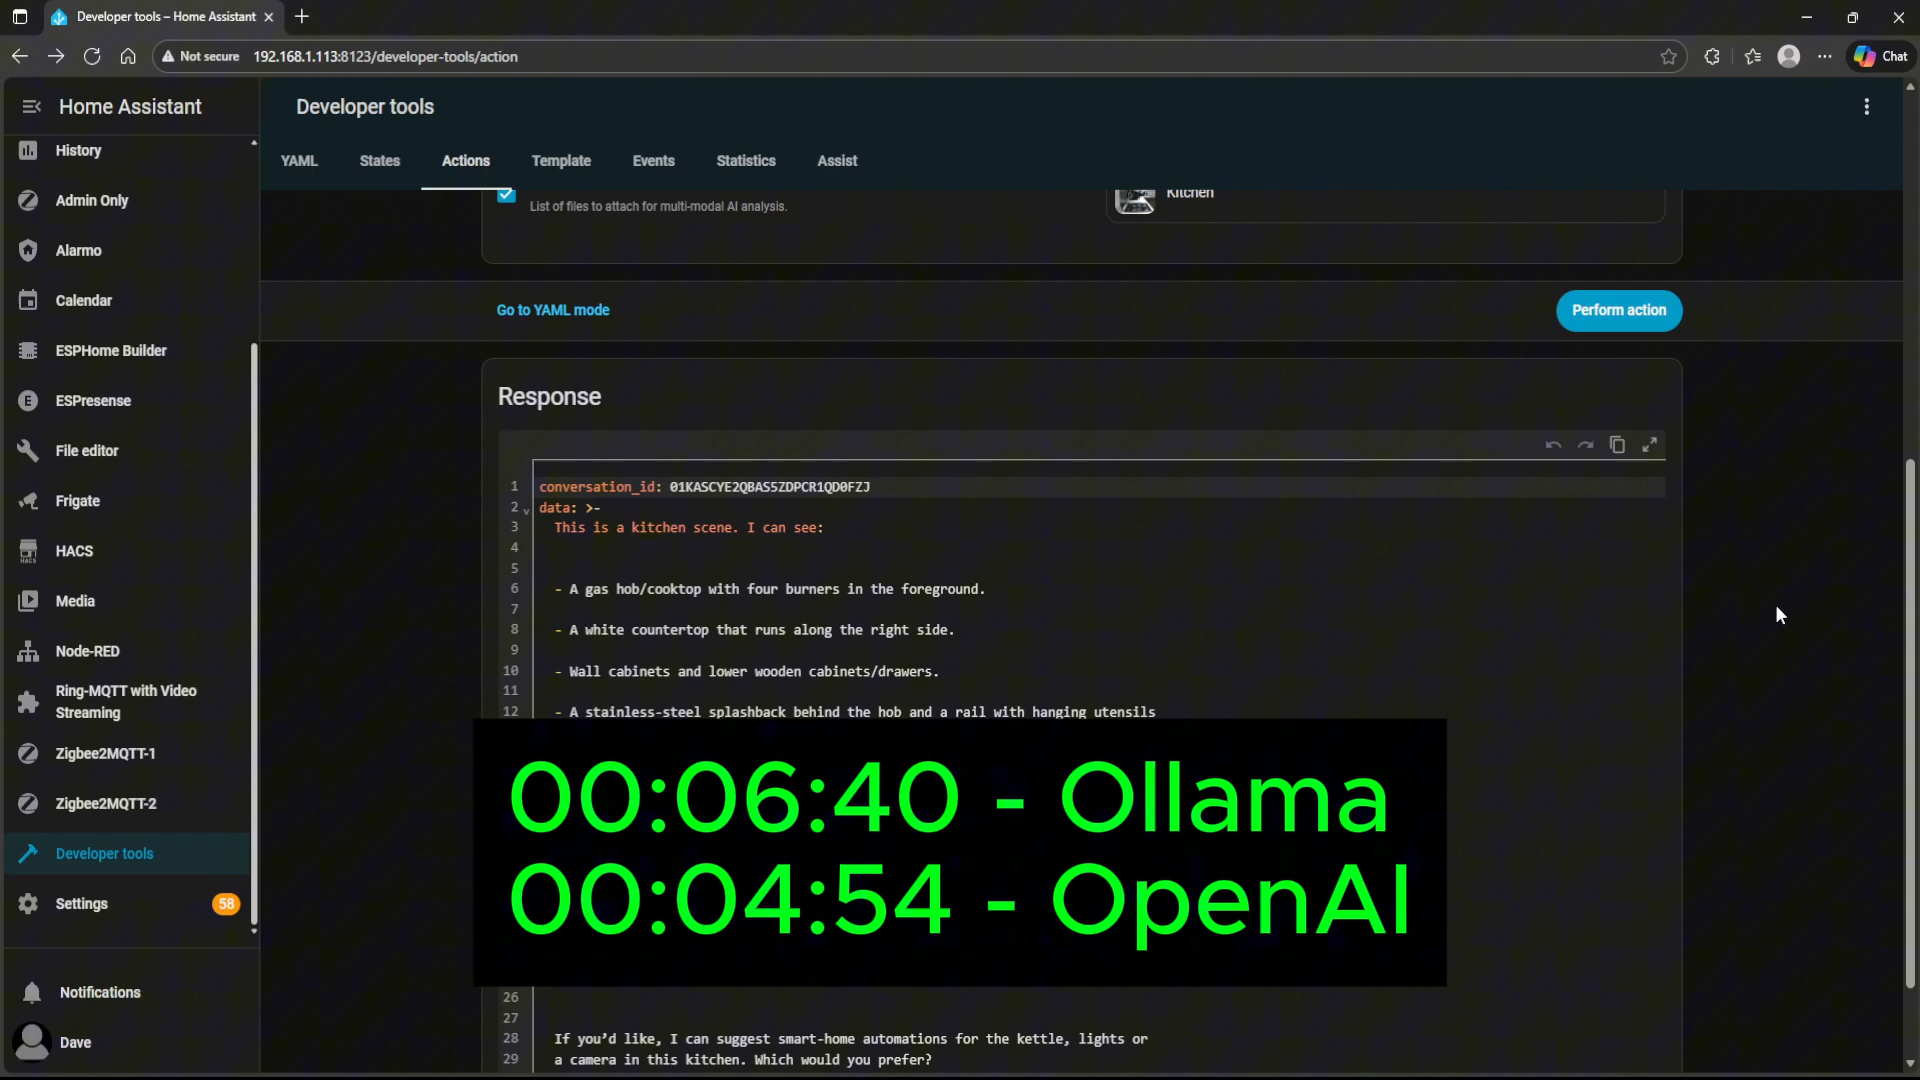 Developer tools – Home Assistant
Not secure
192.168.1.113:8123/developer-tools/action
Chat
Home Assistant
Developer tools
YAML
States
Actions
Template
Events
Statistics
Assist
History
Admin Only
Alarmo
Calendar
ESPHome Builder
ESPresense
File editor
Frigate
HACS
HACS
Media
Node-RED
Ring-MQTT with Video
Streaming
Zigbee2MQTT-1
Zigbee2MQTT-2
Developer tools
Settings
58
Notifications
Dave
List of files to attach for multi-modal AI analysis.
Kitchen
Go to YAML mode
Perform action
Response
1 conversation_id: 01KASCYE2QBAS5ZDPCR1QD0FZJ
2 data: >-
3 This is a kitchen scene. I can see:
4
5
6 - A gas hob/cooktop with four burners in the foreground.
7
8 - A white countertop that runs along the right side.
9
10 - Wall cabinets and lower wooden cabinets/drawers.
11
12 - A stainless-steel splashback behind the hob and a rail with hanging utensils
00:06:40 - Ollama
00:04:54 - OpenAI
26
27
28 If you’d like, I can suggest smart-home automations for the kettle, lights or
29 a camera in this kitchen. Which would you prefer?